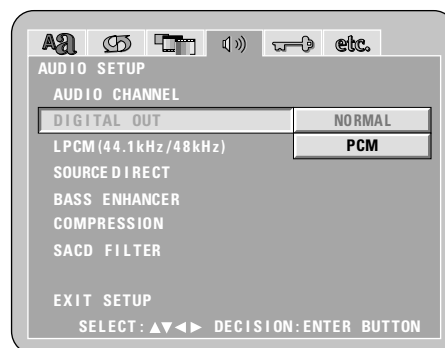 Aa etc.
AUDIO SETUP
AUDIO CHANNEL
DIGITAL OUT NORMAL
LPCM (44.1kHz/48kHz) PCM
SOURCE DIRECT
BASS ENHANCER
COMPRESSION
SACD FILTER
EXIT SETUP
SELECT: ▲▼◀▶ DECISION: ENTER BUTTON